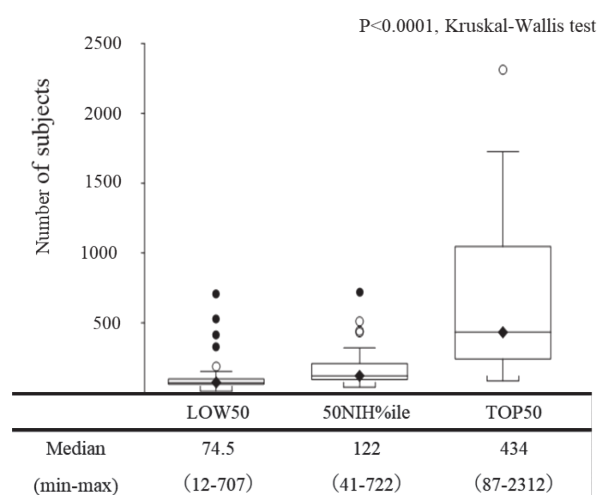 P<0.0001, Kruskal-Wallis test
Number of subjects
2500
2000
1500
1000
500
LOW50 50NIH%ile TOP50
Median 74.5 122 434
(min-max) (12-707) (41-722) (87-2312)